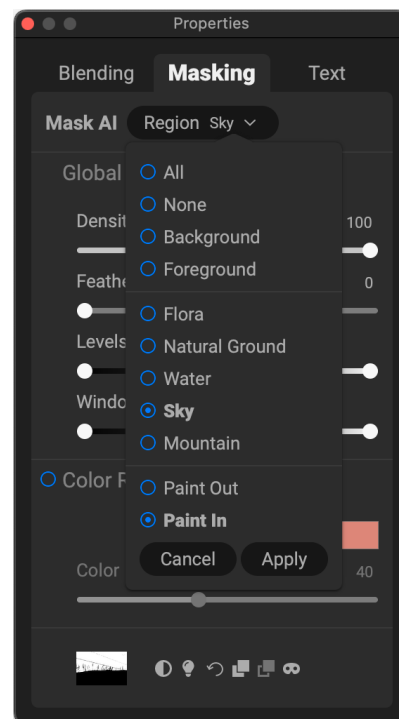 Properties
Blending Masking Text
Mask AI Region Sky
Global
All
None
Densit 100
Background
Foreground
Feathe 0
Flora
Levels
Natural Ground
Water
Windo
Sky
Mountain
Color R
Paint Out
Paint In
Cancel Apply
Color 40